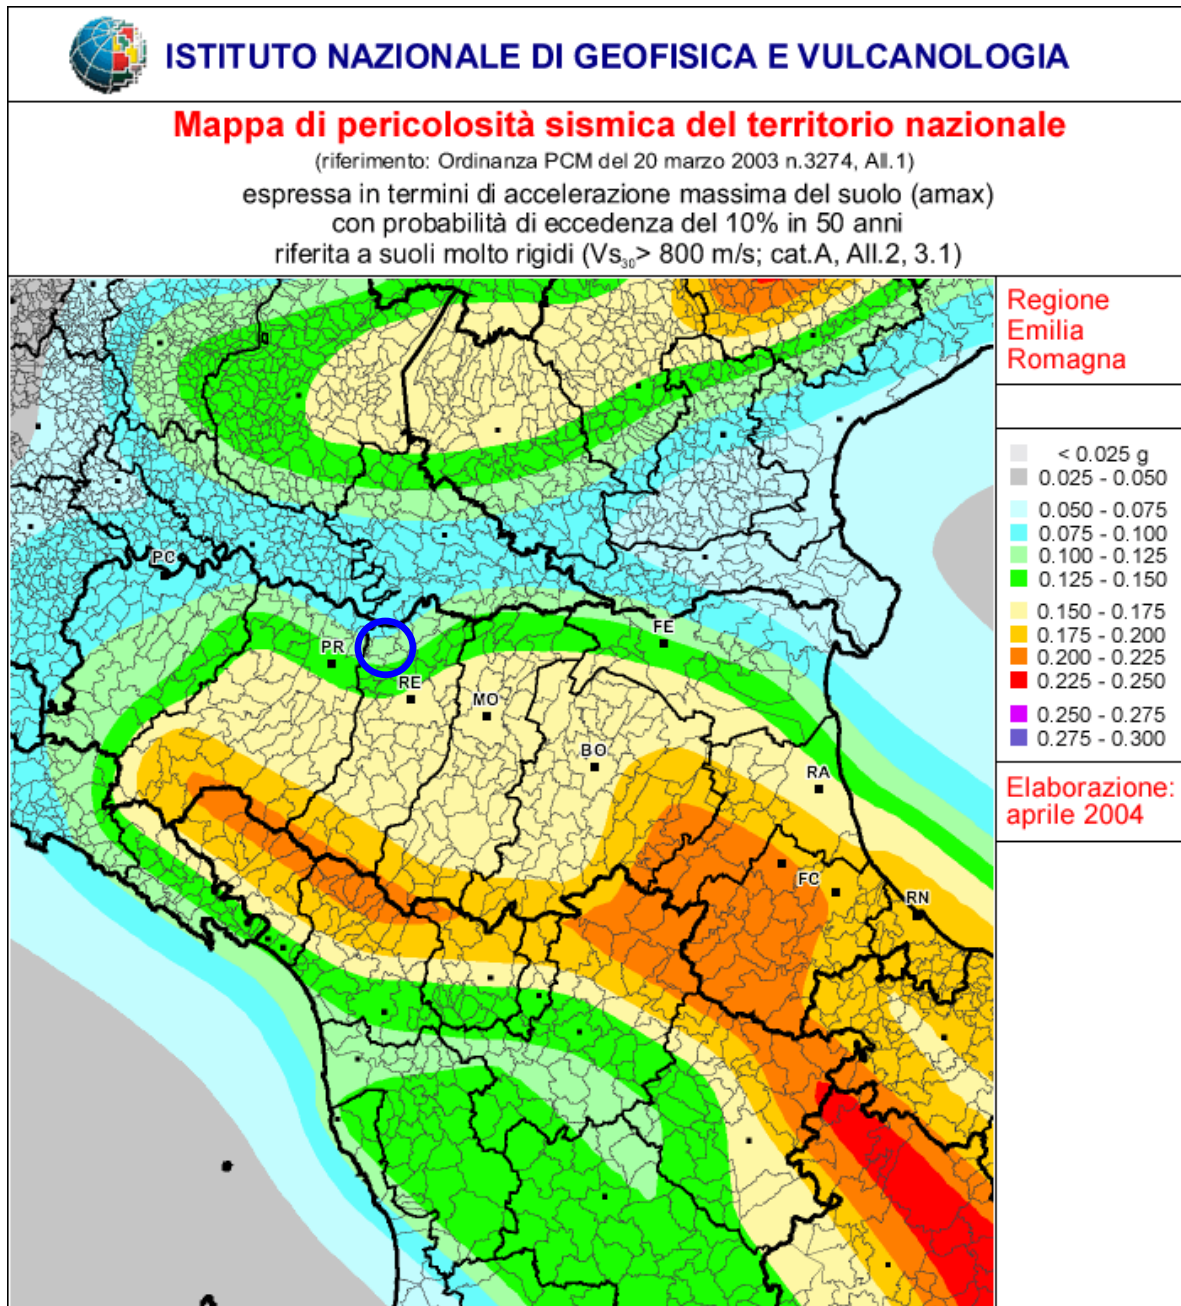 ISTITUTO NAZIONALE DI GEOFISICA E VULCANOLOGIA
Mappa di pericolosità sismica del territorio nazionale
(riferimento: Ordinanza PCM del 20 marzo 2003 n.3274, All.1)
espressa in termini di accelerazione massima del suolo (amax)
con probabilità di eccedenza del 10% in 50 anni
riferita a suoli molto rigidi (Vs₃₀> 800 m/s; cat.A, All.2, 3.1)
Regione
Emilia
Romagna
< 0.025 g
0.025 - 0.050
0.050 - 0.075
0.075 - 0.100
0.100 - 0.125
0.125 - 0.150
0.150 - 0.175
0.175 - 0.200
0.200 - 0.225
0.225 - 0.250
0.250 - 0.275
0.275 - 0.300
Elaborazione:
aprile 2004
PC
PR
FE
RE
MO
BO
RA
FC
RN